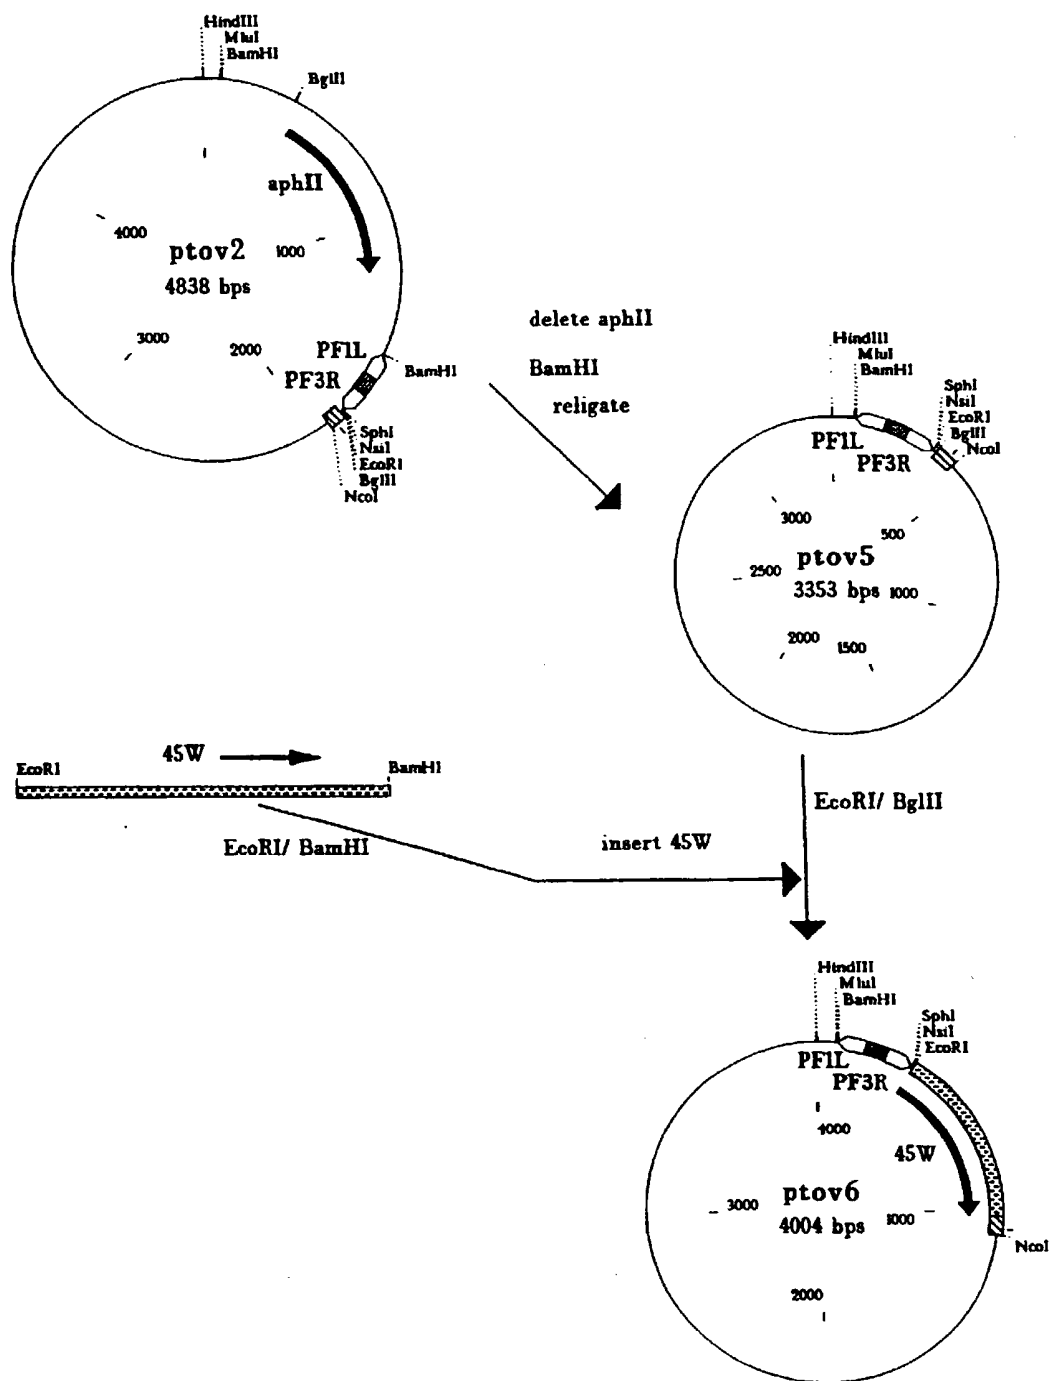 HindIII
MluI
BamHI
BglII
aphII
4000
ptov2
1000
4838 bps
3000
2000
PF1L
PF3R
BamHI
SphI
NsiI
EcoRI
BglII
NcoI
delete aphII
BamHI
religate
HindIII
MluI
BamHI
SphI
NsiI
EcoRI
BglII
NcoI
PF1L
PF3R
3000
500
ptov5
2500
3353 bps
1000
2000
1500
45W
EcoRI
BamHI
EcoRI/ BamHI
insert 45W
EcoRI/ BglII
HindIII
MluI
BamHI
SphI
NsiI
EcoRI
PF1L
PF3R
4000
45W
ptov6
3000
1000
4004 bps
NcoI
2000